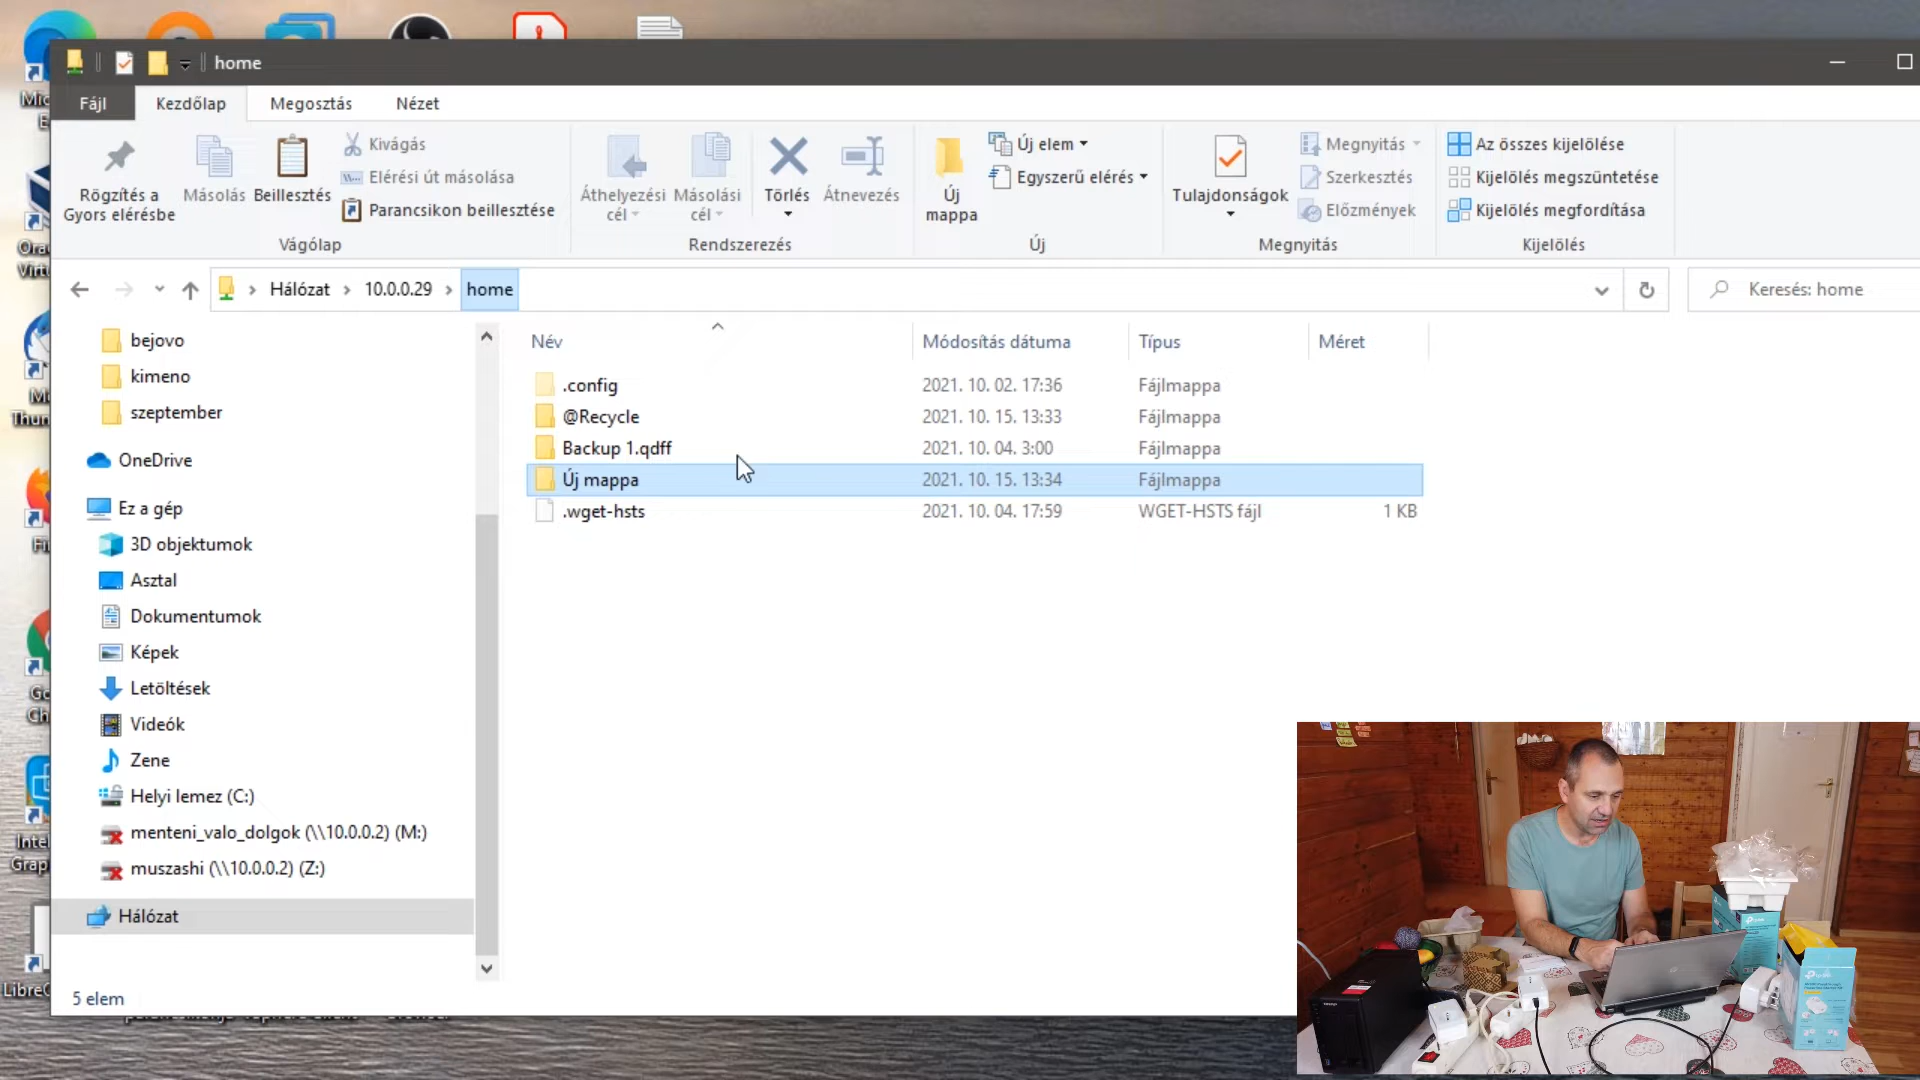 home
Fájl Kezdőlap Megosztás Nézet
Rögzítés a
Gyors elérésbe
Másolás
Beillesztés
Kivágás
Elérési út másolása
Parancsikon beillesztése
Vágólap
Áthelyezési
cél
Másolási
cél
Törlés
Átnevezés
Rendszerezés
Új
mappa
Új elem
Egyszerű elérés
Új
Tulajdonságok
Megnyitás
Szerkesztés
Előzmények
Megnyitás
Az összes kijelölése
Kijelölés megszüntetése
Kijelölés megfordítása
Kijelölés
Hálózat > 10.0.0.29 > home
Keresés: home
bejovo
kimeno
szeptember
OneDrive
Ez a gép
3D objektumok
Asztal
Dokumentumok
Képek
Letöltések
Videók
Zene
Helyi lemez (C:)
menteni_valo_dolgok (\\10.0.0.2) (M:)
muszashi (\\10.0.0.2) (Z:)
Hálózat
Név Módosítás dátuma Típus Méret
.config 2021. 10. 02. 17:36 Fájlmappa
@Recycle 2021. 10. 15. 13:33 Fájlmappa
Backup 1.qdff 2021. 10. 04. 3:00 Fájlmappa
Új mappa 2021. 10. 15. 13:34 Fájlmappa
.wget-hsts 2021. 10. 04. 17:59 WGET-HSTS fájl 1 KB
5 elem